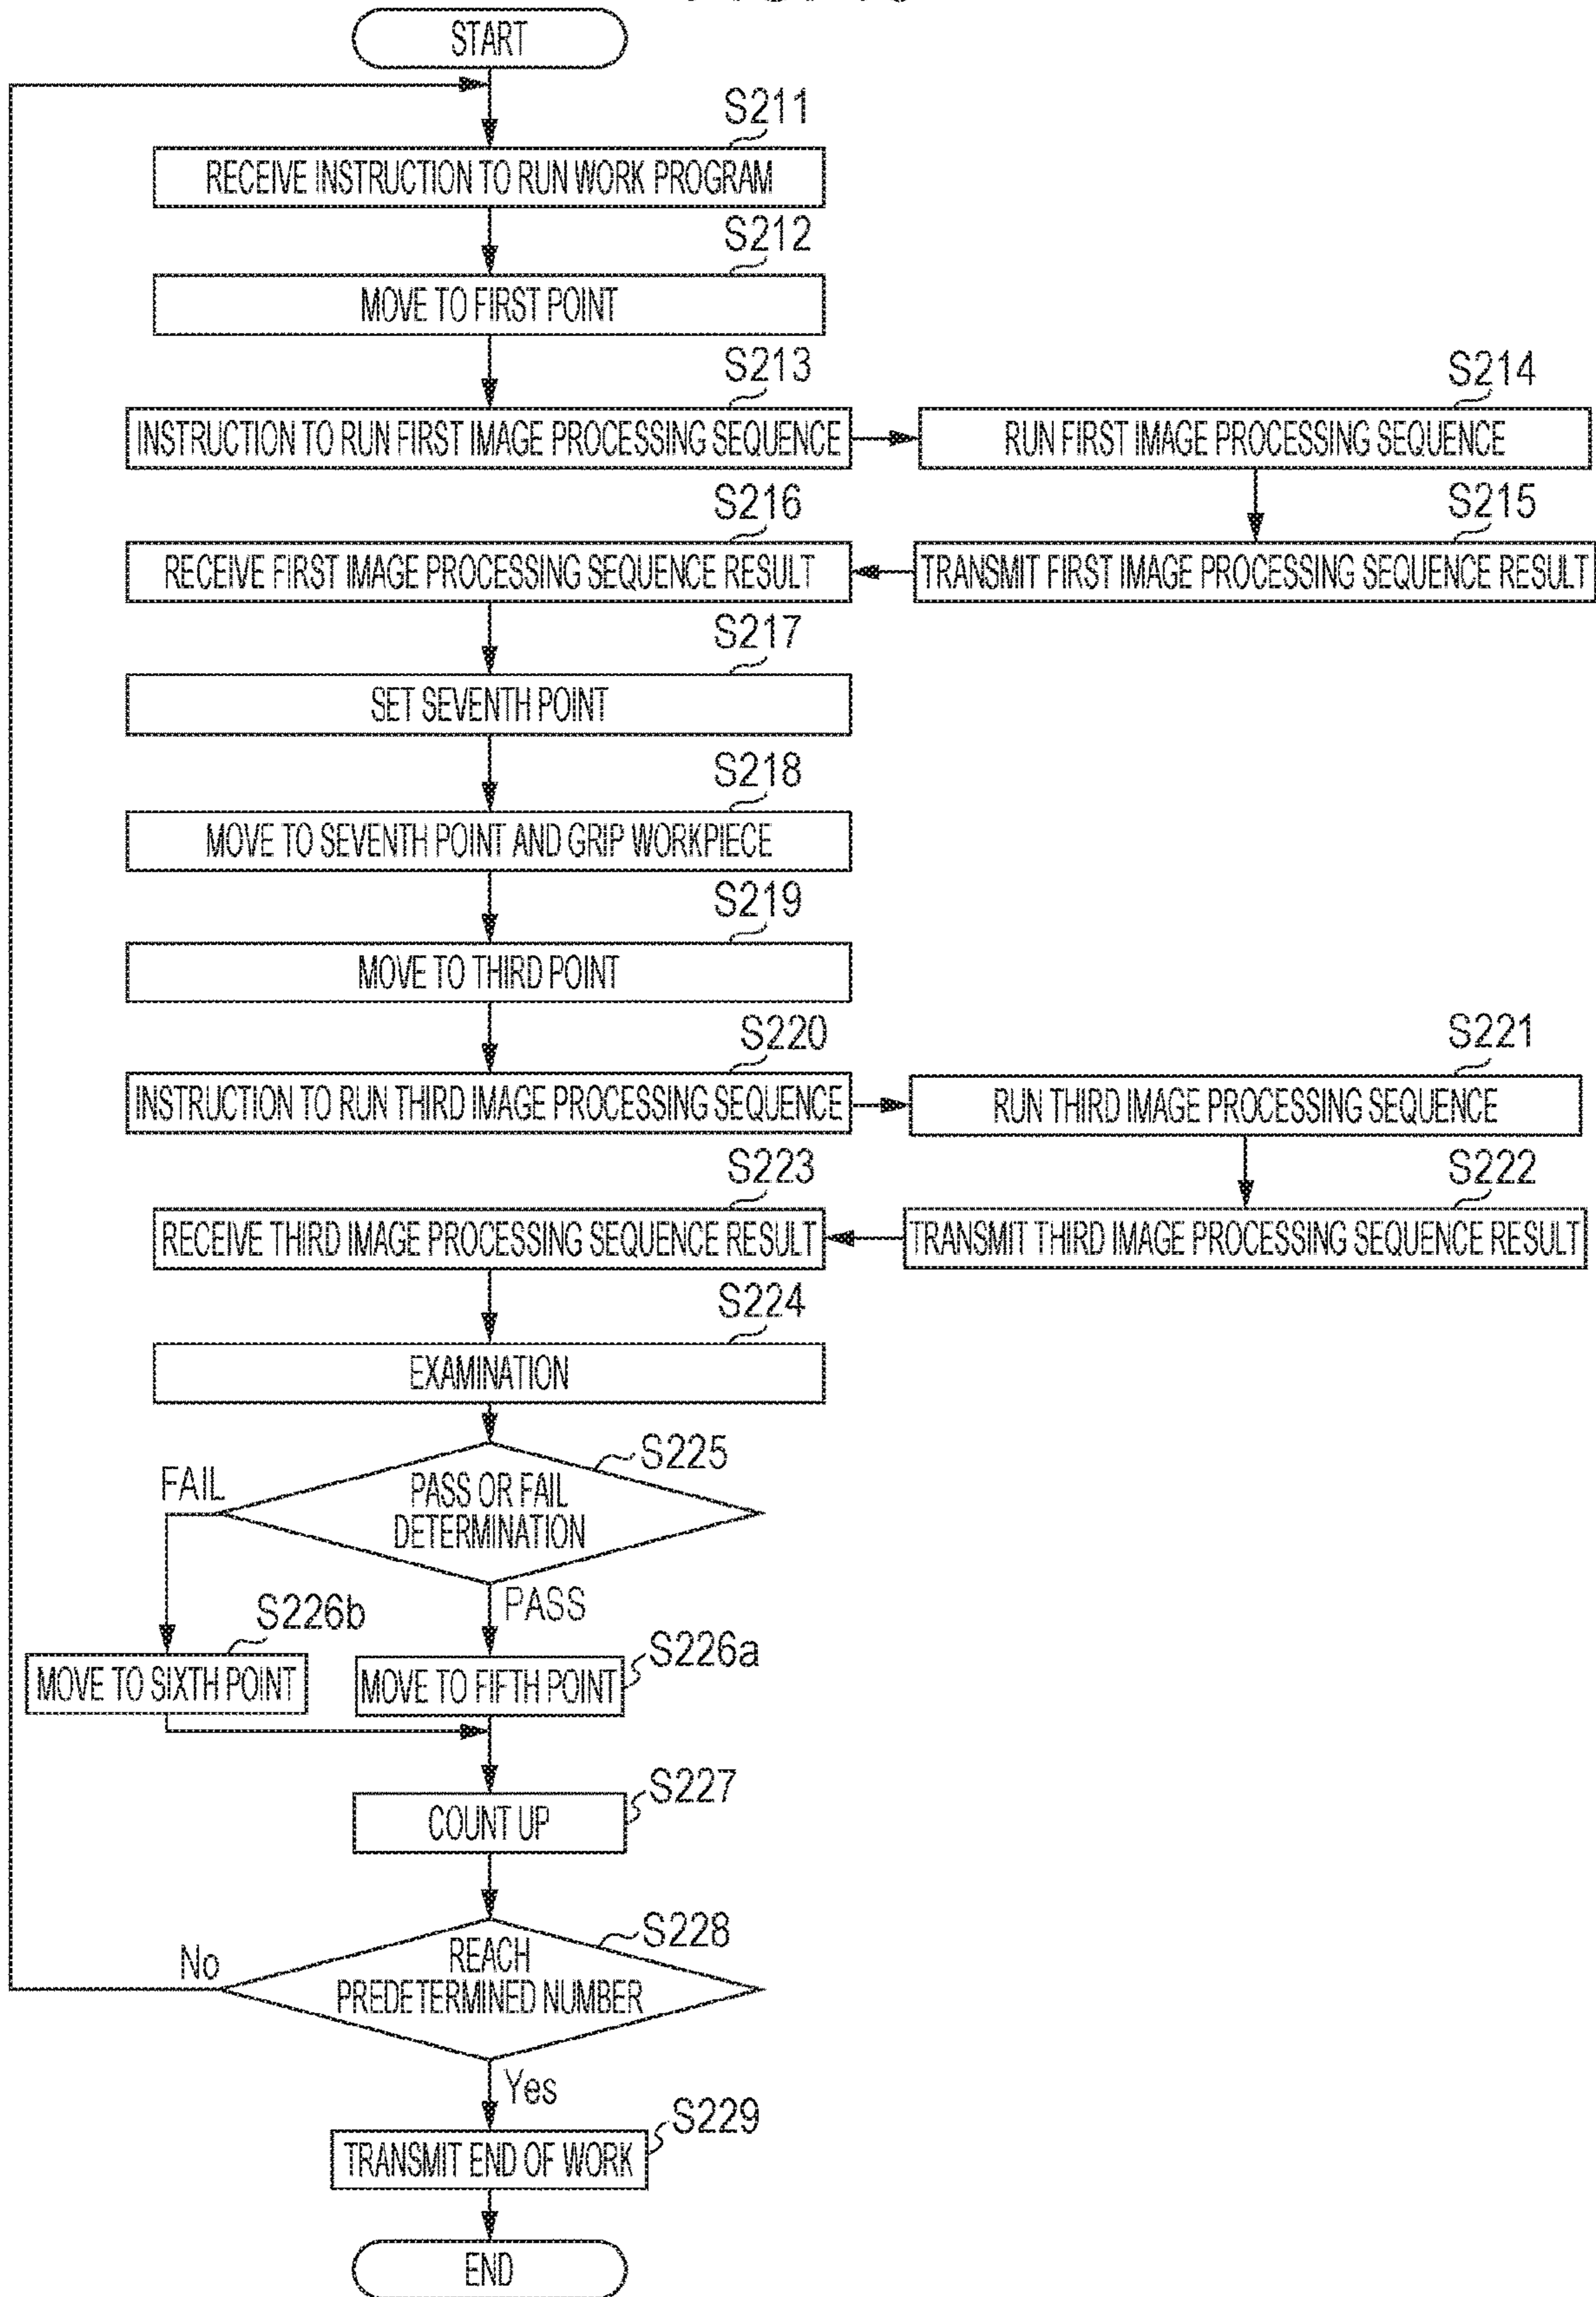 START
S211
RECEIVE INSTRUCTION TO RUN WORK PROGRAM
S212
MOVE TO FIRST POINT
S213
INSTRUCTION TO RUN FIRST IMAGE PROCESSING SEQUENCE
S214
RUN FIRST IMAGE PROCESSING SEQUENCE
S215
TRANSMIT FIRST IMAGE PROCESSING SEQUENCE RESULT
S216
RECEIVE FIRST IMAGE PROCESSING SEQUENCE RESULT
S217
SET SEVENTH POINT
S218
MOVE TO SEVENTH POINT AND GRIP WORKPIECE
S219
MOVE TO THIRD POINT
S220
INSTRUCTION TO RUN THIRD IMAGE PROCESSING SEQUENCE
S221
RUN THIRD IMAGE PROCESSING SEQUENCE
S222
TRANSMIT THIRD IMAGE PROCESSING SEQUENCE RESULT
S223
RECEIVE THIRD IMAGE PROCESSING SEQUENCE RESULT
S224
EXAMINATION
S225
PASS OR FAIL
DETERMINATION
FAIL
PASS
S226b
MOVE TO SIXTH POINT
S226a
MOVE TO FIFTH POINT
S227
COUNT UP
S228
REACH
PREDETERMINED NUMBER
No
Yes
S229
TRANSMIT END OF WORK
END